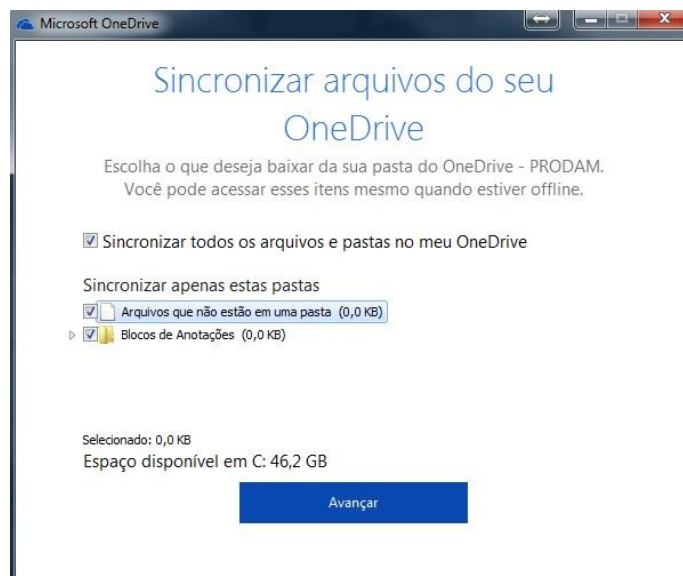 Microsoft OneDrive
Sincronizar arquivos do seu
OneDrive
Escolha o que deseja baixar da sua pasta do OneDrive - PRODAM.
Você pode acessar esses itens mesmo quando estiver offline.
Sincronizar todos os arquivos e pastas no meu OneDrive
Sincronizar apenas estas pastas
Arquivos que não estão em uma pasta (0,0 KB)
Blocos de Anotações (0,0 KB)
Selecionado: 0,0 KB
Espaço disponível em C: 46,2 GB
Avançar